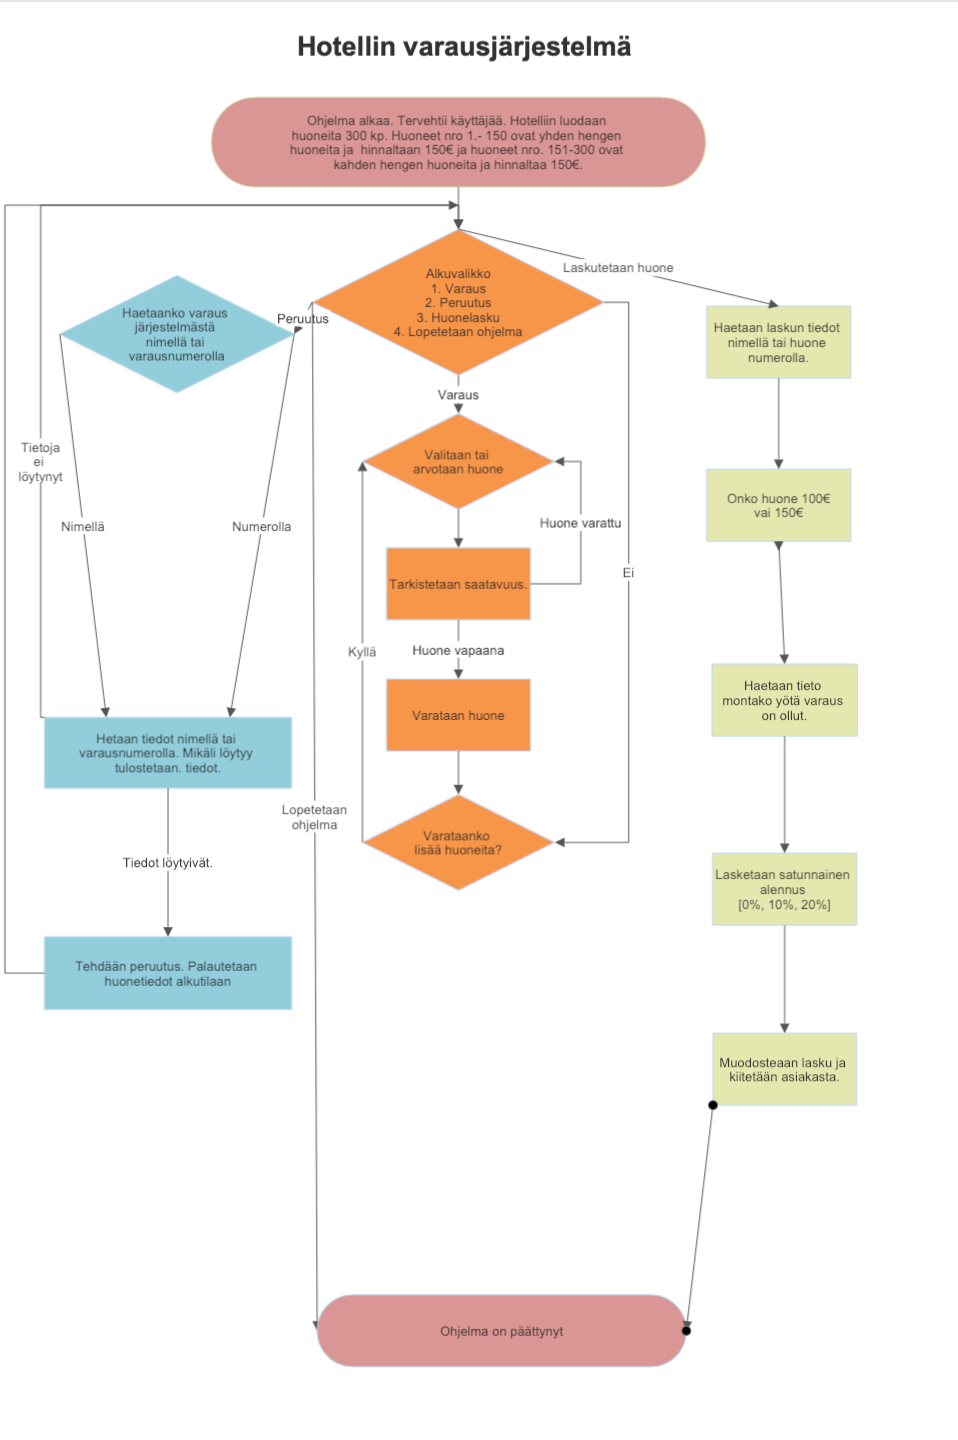 Hotellin varausjärjestelmä
Ohjelma alkaa. Tervehtii käyttäjää. Hotelliin luodaan
huoneita 300 kp. Huoneet nro 1.- 150 ovat yhden hengen
huoneita ja hinnaltaan 150€ ja huoneet nro. 151-300 ovat
kahden hengen huoneita ja hinnaltaa 150€.
Alkuvalikko
1. Varaus
2. Peruutus
3. Huonelasku
4. Lopetetaan ohjelma
Laskutetaan huone
Peruutus
Haetaanko varaus
järjestelmästä
nimellä tai
varausnumerolla
Haetaan laskun tiedot
nimellä tai huone
numerolla.
Varaus
Valitaan tai
arvotaan huone
Tietoja
ei
löytynyt
Nimellä
Numerolla
Huone varattu
Onko huone 100€
vai 150€
Ei
Tarkistetaan saatavuus.
Kyllä
Huone vapaana
Varataan huone
Haetaan tieto
montako yötä varaus
on ollut.
Hetaan tiedot nimellä tai
varausnumerolla. Mikäli löytyy
tulostetaan. tiedot.
Lopetetaan
ohjelma
Varataanko
lisää huoneita?
Tiedot löytyivät.
Lasketaan satunnainen
alennus
[0%, 10%, 20%]
Tehdään peruutus. Palautetaan
huonetiedot alkutilaan
Muodosteaan lasku ja
kiitetään asiakasta.
Ohjelma on päättynyt